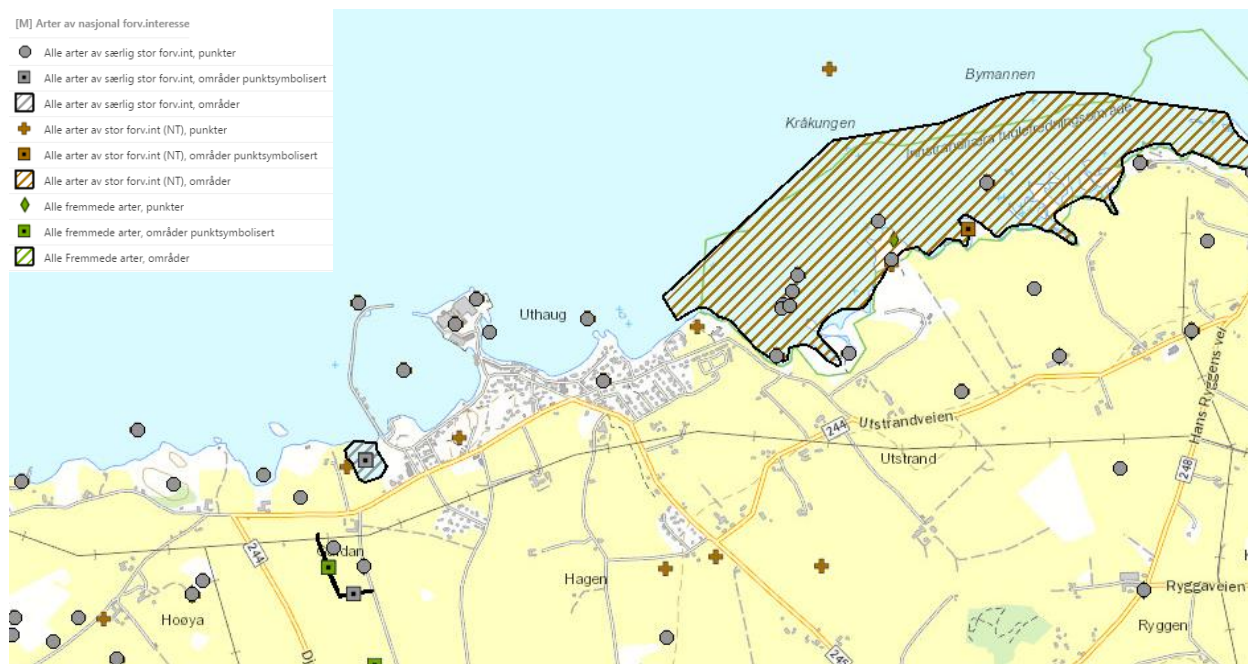 [M] Arter av nasjonal forv.interesse
Alle arter av særlig stor forv.int, punkter
Alle arter av særlig stor forv.int, områder punktsymbolisert
Alle arter av særlig stor forv.int, områder
Alle arter av stor forv.int (NT), punkter
Alle arter av stor forv.int (NT), områder punktsymbolisert
Alle arter av stor forv.int (NT), områder
Alle fremmede arter, punkter
Alle fremmede arter, områder punktsymbolisert
Alle Fremmede arter, områder
Bymannen
Kråkungen
fuglefredningsområde
Uthaug
244
Utstrandveien
Utstrand
Hans Ryggens vei
248
244
Hagen
Hoøya
Ryggaveien
Ryggen
245